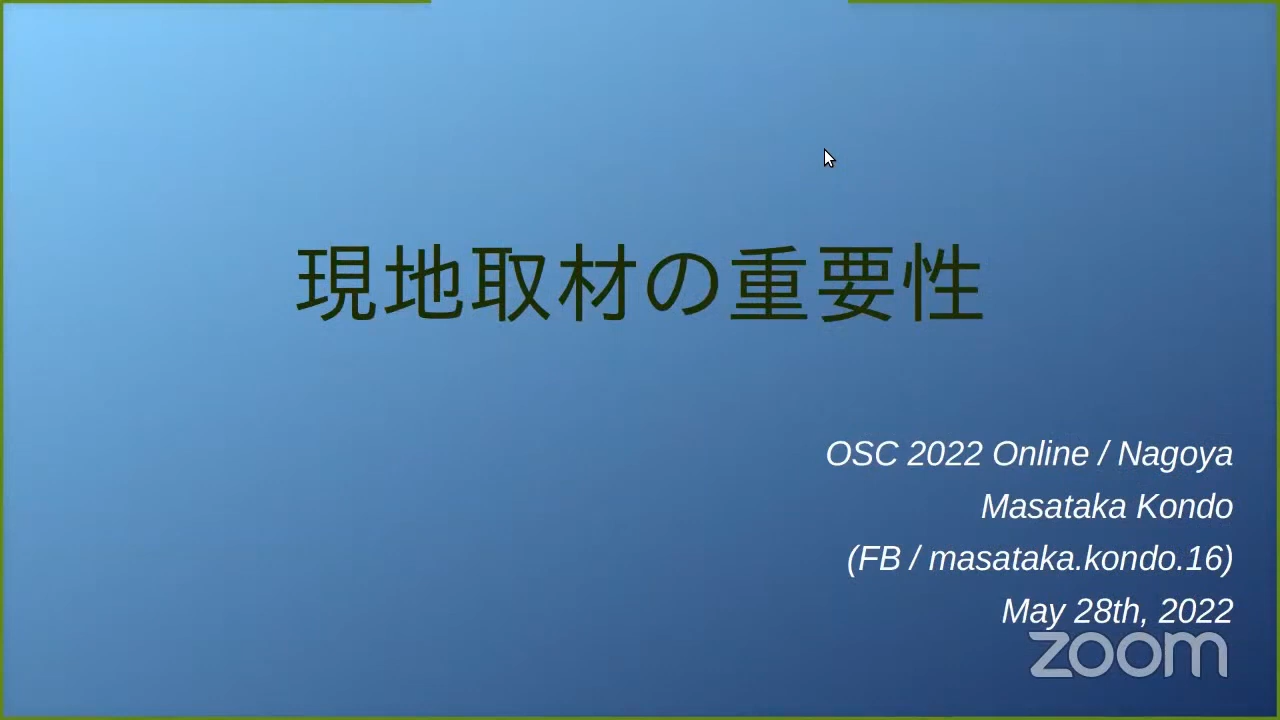 現地取材の重要性
OSC 2022 Online / Nagoya
Masataka Kondo
(FB / masataka.kondo.16)
May 28th, 2022
zoom